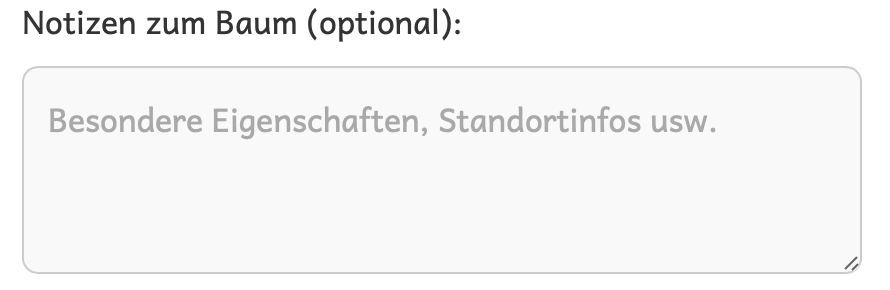 Notizen zum Baum (optional):
Besondere Eigenschaften, Standortinfos usw.